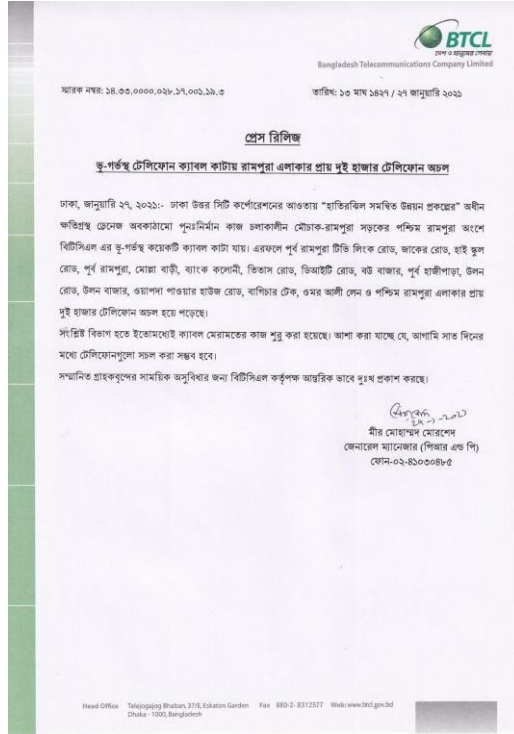 BTCL
দেশ ও মানুষের সেবায়
Bangladesh Telecommunications Company Limited
স্মারক নম্বর: ১৪.৩৩.০০০০.০২৮.১৭.০০১.১৯.৩
তারিখ: ১৩ মাঘ ১৪২৭ / ২৭ জানুয়ারি ২০২১
প্রেস রিলিজ
ভূ-গর্ভস্থ টেলিফোন ক্যাবল কাটায় রামপুরা এলাকার প্রায় দুই হাজার টেলিফোন অচল
ঢাকা, জানুয়ারি ২৭, ২০২১:- ঢাকা উত্তর সিটি কর্পোরেশনের আওতায় “হাতিরঝিল সমন্বিত উন্নয়ন প্রকল্পের” অধীন
ক্ষতিগ্রস্থ ড্রেনেজ অবকাঠামো পুনঃনির্মান কাজ চলাকালীন মৌচাক-রামপুরা সড়কের পশ্চিম রামপুরা অংশে
বিটিসিএল এর ভূ-গর্ভস্থ কয়েকটি ক্যাবল কাটা যায়। এরফলে পূর্ব রামপুরা টিভি লিংক রোড, জাকের রোড, হাই স্কুল
রোড, পূর্ব রামপুরা, মোল্লা বাড়ী, ব্যাংক কলোনী, তিতাস রোড, ডিআইটি রোড, বউ বাজার, পূর্ব হাজীপাড়া, উলন
রোড, উলন বাজার, ওয়াপদা পাওয়ার হাউজ রোড, বাগিচার টেক, ওমর আলী লেন ও পশ্চিম রামপুরা এলাকার প্রায়
দুই হাজার টেলিফোন অচল হয়ে পড়েছে।
সংশ্লিষ্ট বিভাগ হতে ইতোমধ্যেই ক্যাবল মেরামতের কাজ শুরু করা হয়েছে। আশা করা যাচ্ছে যে, আগামি সাত দিনের
মধ্যে টেলিফোনগুলো সচল করা সম্ভব হবে।
সম্মানিত গ্রাহকবৃন্দের সাময়িক অসুবিধার জন্য বিটিসিএল কর্তৃপক্ষ আন্তরিক ভাবে দুঃখ প্রকাশ করছে।
মীর মোহাম্মদ মোরশেদ
জেনারেল ম্যানেজার (পিআর এন্ড পি)
ফোন-০২-৪১০৩০৪৮৫
Head Office Telejogajog Bhaban, 37/E, Eskaton Garden Fax 880-2- 8312577 Web: www.btcl.gov.bd
Dhaka - 1000, Bangladesh